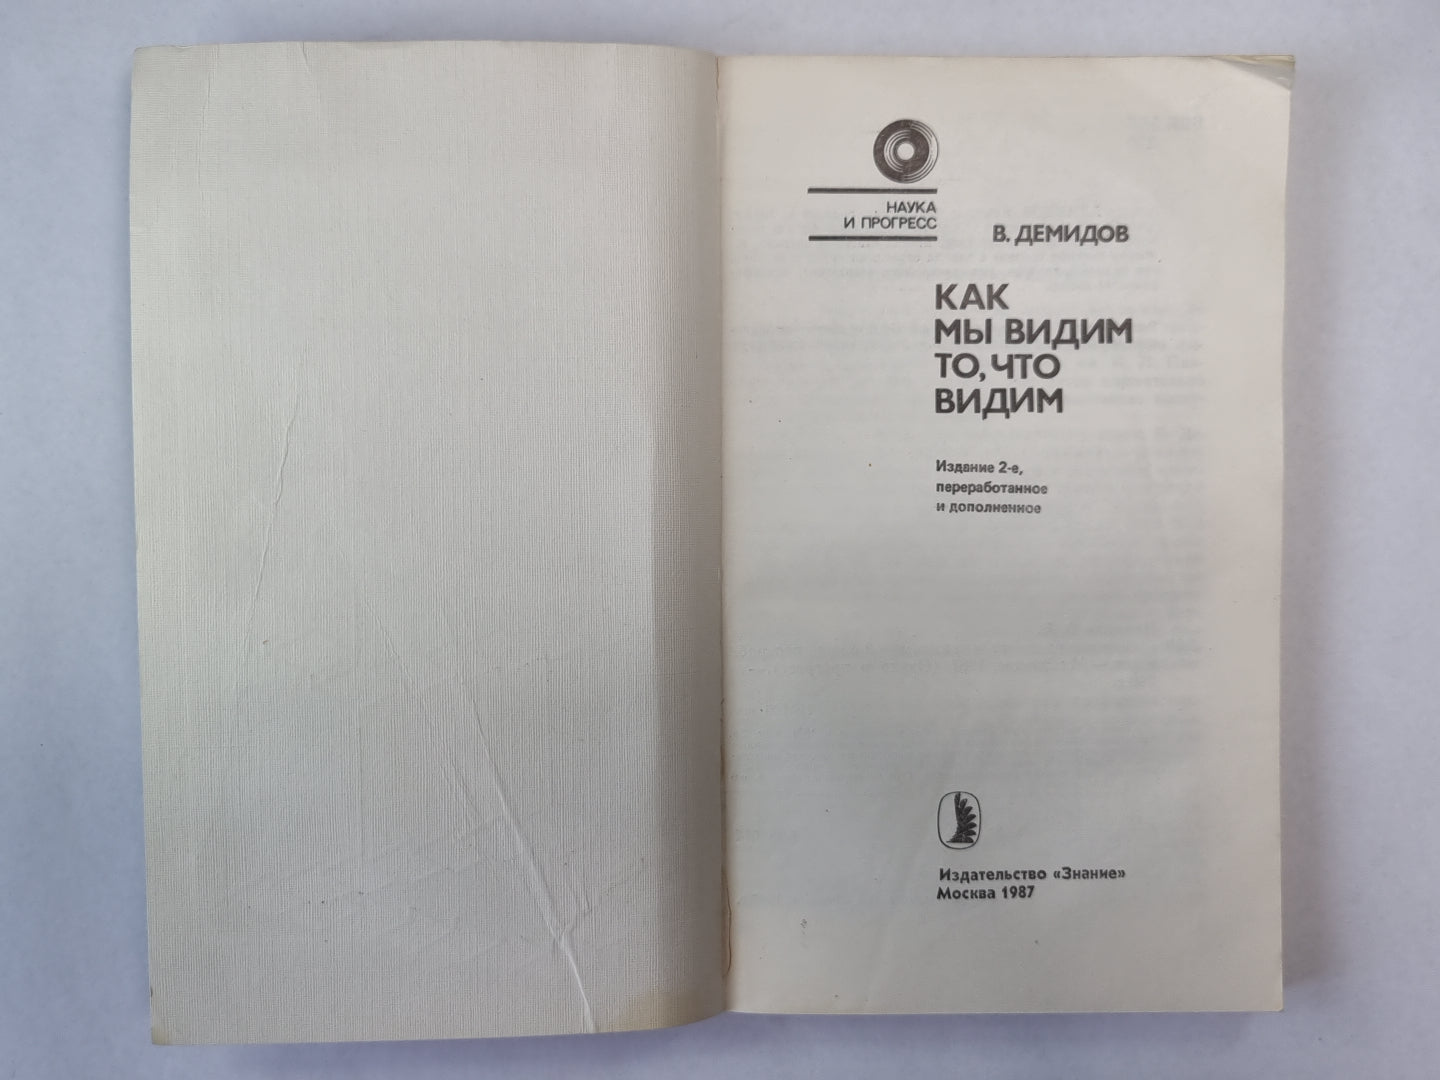 НАУКА
И ПРОГРЕСС
В. ДЕМИДОВ
КАК
МЫ ВИДИМ
ТО, ЧТО
ВИДИМ
Издание 2-е,
переработанное
и дополненное
Издательство «Знание»
Москва 1987